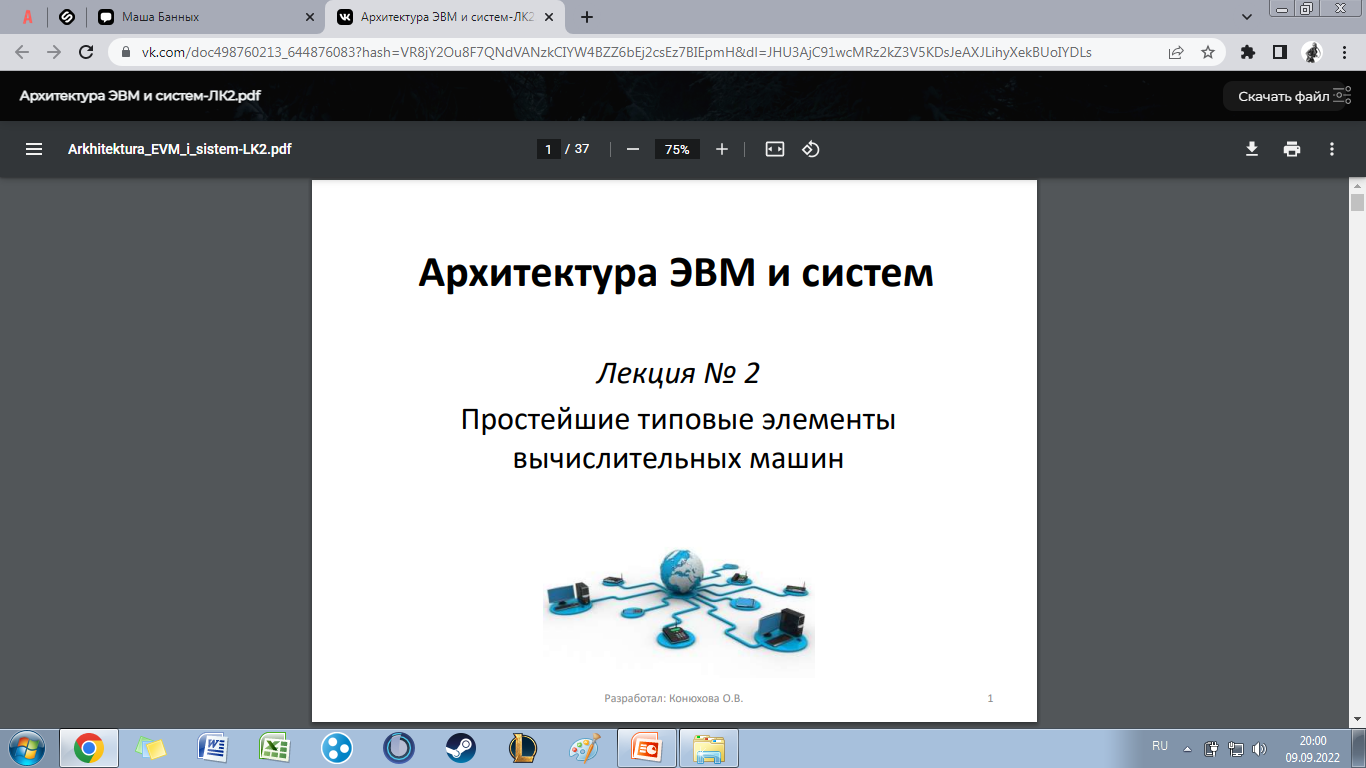 Маша Банных
Архитектура ЭВМ и систем-ЛК2
vk.com/doc498760213_644876083?hash=VR8jY2Ou8F7QNdVANzkCIYW4BZZ6bEj2csEz7BIEpmH&dl=JHU3AjC91wcMRz2kZ3V5KDsJeAXJLihyXekBUoIYDLs
Архитектура ЭВМ и систем-ЛК2.pdf
Скачать файл
Arkhitektura_EVM_i_sistem-LK2.pdf
1 / 37
75%
Архитектура ЭВМ и систем
Лекция № 2
Простейшие типовые элементы
вычислительных машин
Разработал: Конюхова О.В.
1
RU
20:00
09.09.2022